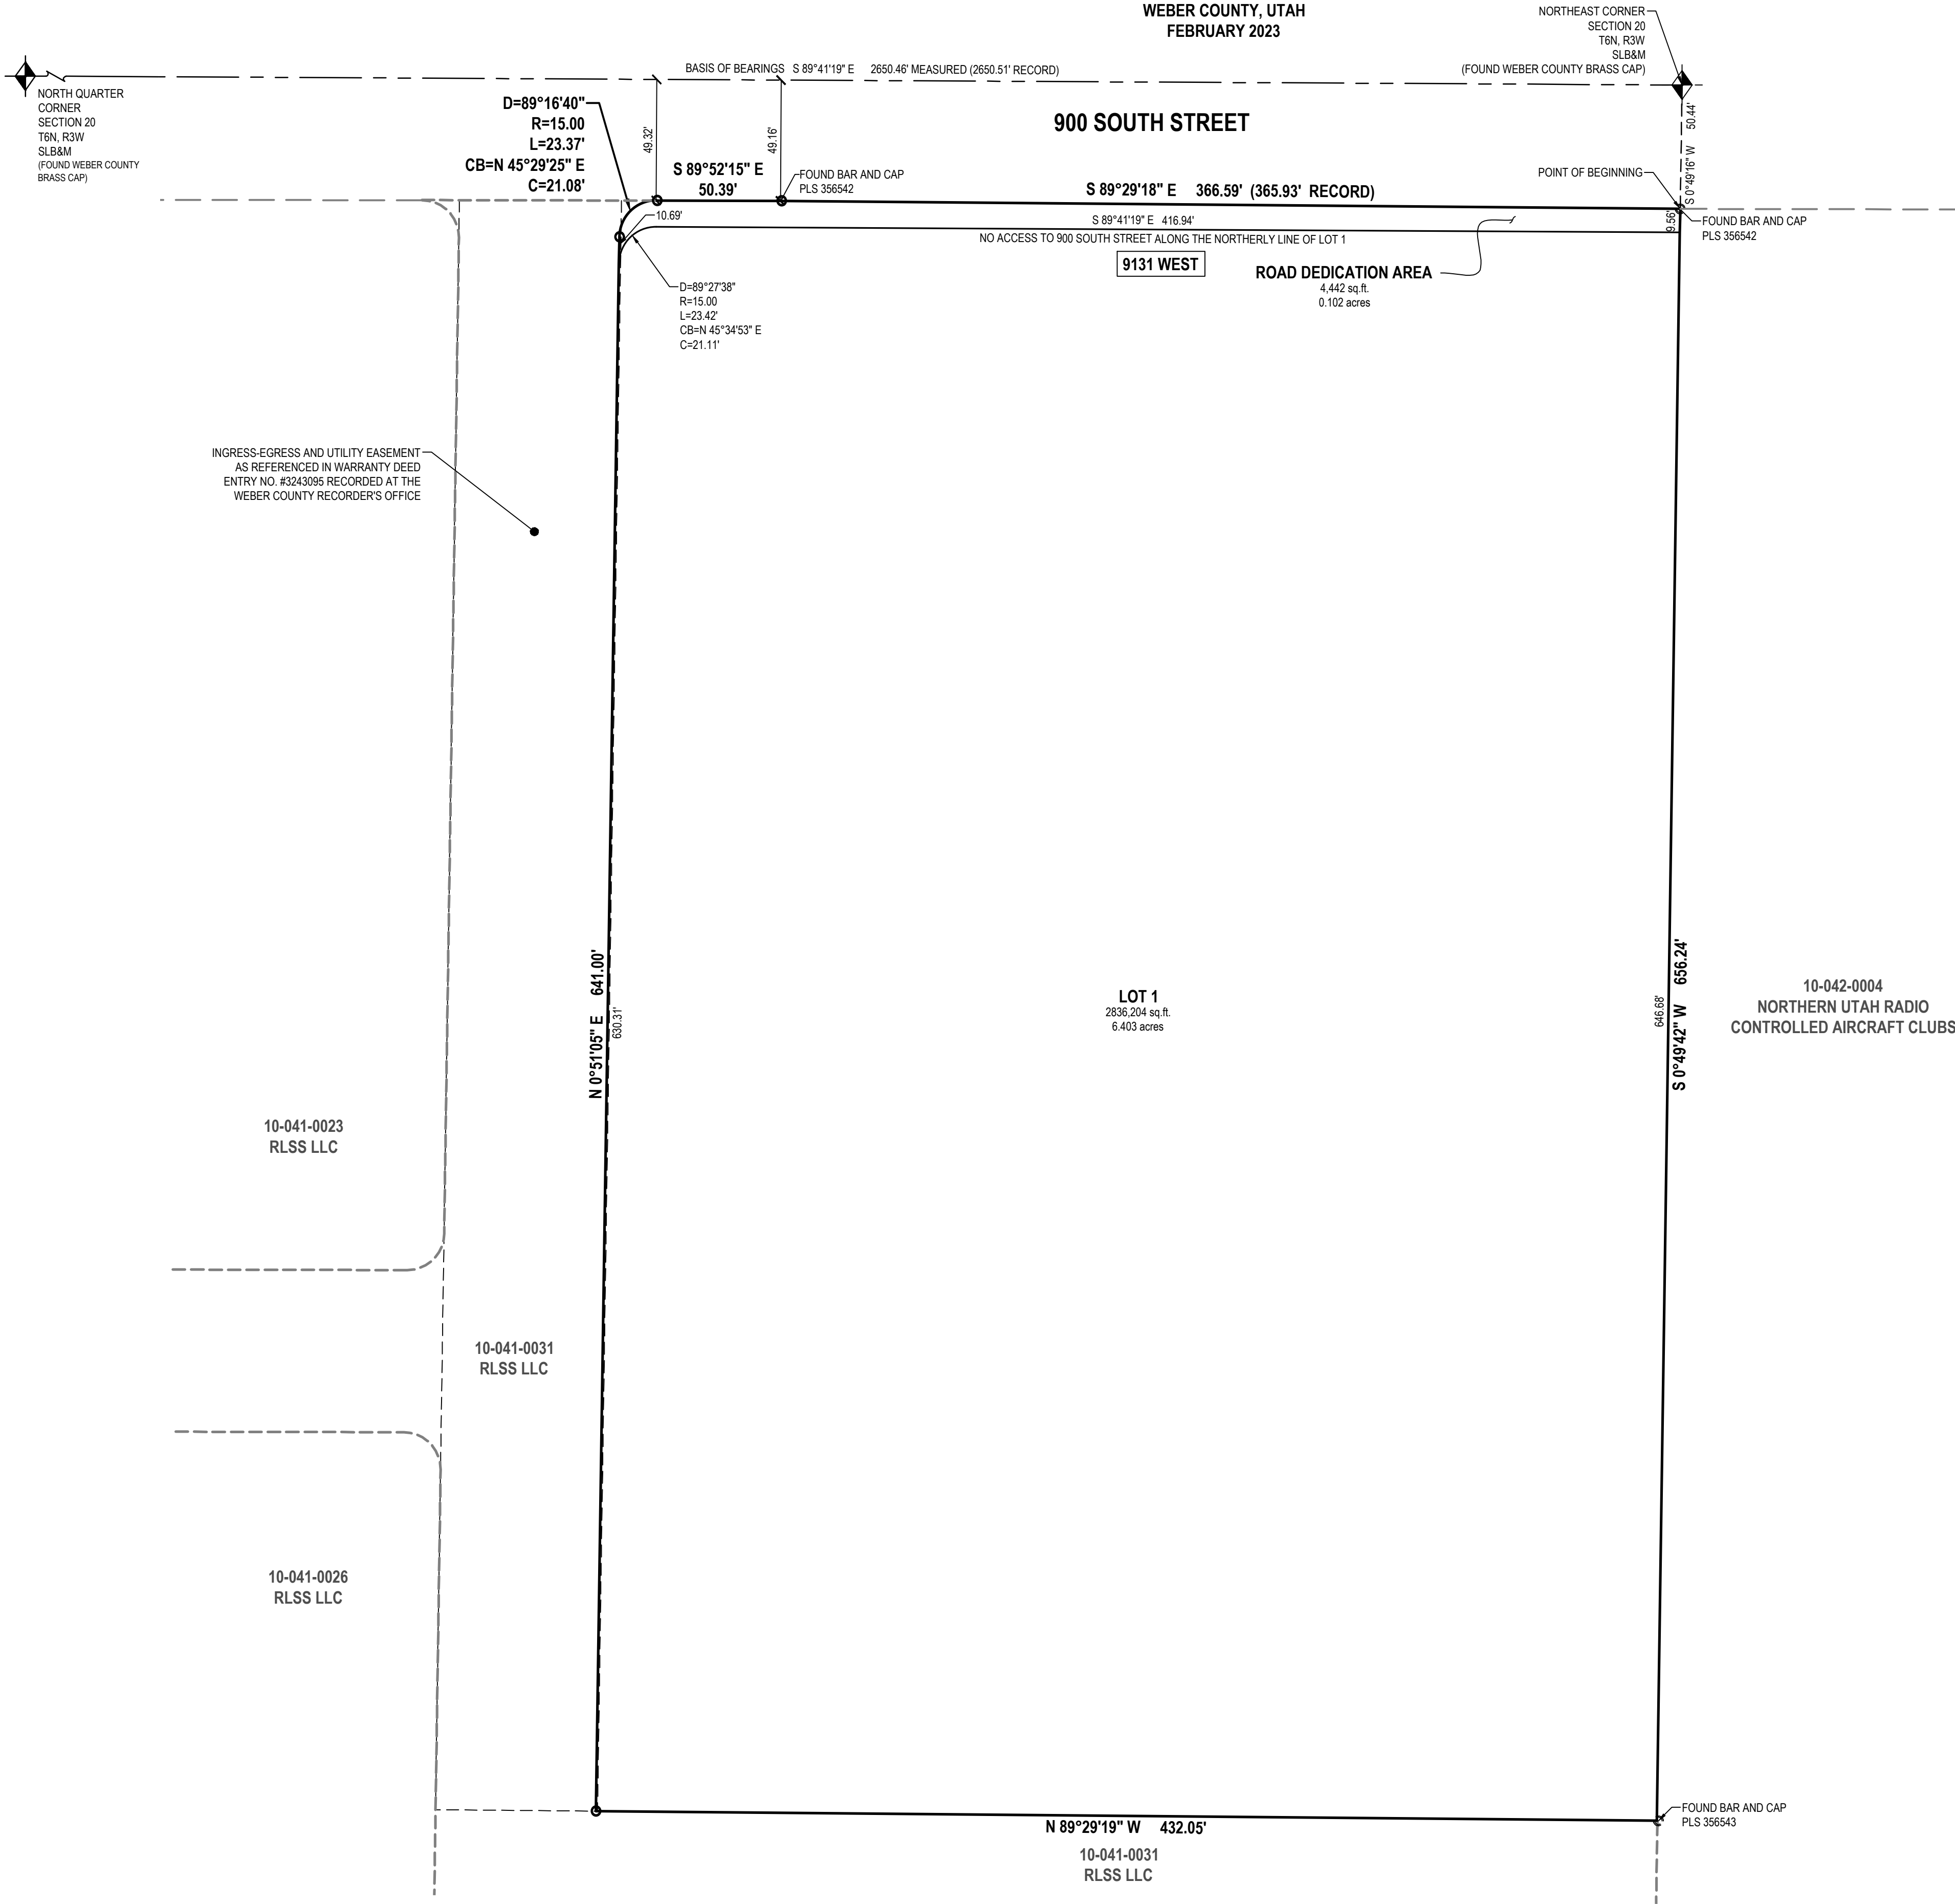 WEBER COUNTY, UTAH
FEBRUARY 2023
NORTHEAST CORNER
SECTION 20
T6N, R3W
SLB&M
(FOUND WEBER COUNTY BRASS CAP)
BASIS OF BEARINGS S 89°41'19" E 2650.46' MEASURED (2650.51' RECORD)
NORTH QUARTER
CORNER
SECTION 20
T6N, R3W
SLB&M
(FOUND WEBER COUNTY
BRASS CAP)
D=89°16'40"
R=15.00
L=23.37'
CB=N 45°29'25" E
C=21.08'
49.32'
49.16'
900 SOUTH STREET
S 0°49'16" W 50.44'
S 89°52'15" E
50.39'
FOUND BAR AND CAP
PLS 356542
POINT OF BEGINNING
S 89°29'18" E 366.59' (365.93' RECORD)
10.69'
S 89°41'19" E 416.94'
9.56'
FOUND BAR AND CAP
PLS 356542
NO ACCESS TO 900 SOUTH STREET ALONG THE NORTHERLY LINE OF LOT 1
9131 WEST
ROAD DEDICATION AREA
4,442 sq.ft.
0.102 acres
D=89°27'38"
R=15.00
L=23.42'
CB=N 45°34'53" E
C=21.11'
INGRESS-EGRESS AND UTILITY EASEMENT
AS REFERENCED IN WARRANTY DEED
ENTRY NO. #3243095 RECORDED AT THE
WEBER COUNTY RECORDER'S OFFICE
N 0°51'05" E 641.00'
630.31'
LOT 1
2836,204 sq.ft.
6.403 acres
646.68'
S 0°49'42" W 656.24'
10-042-0004
NORTHERN UTAH RADIO
CONTROLLED AIRCRAFT CLUBS
10-041-0023
RLSS LLC
10-041-0031
RLSS LLC
10-041-0026
RLSS LLC
FOUND BAR AND CAP
PLS 356543
N 89°29'19" W 432.05'
10-041-0031
RLSS LLC